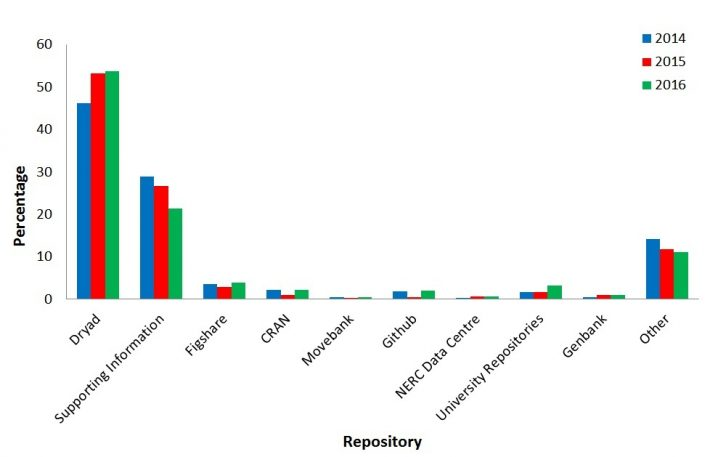 60
50
40
30
20
10
0
Percentage
2014
2015
2016
Dryad
Supporting Information
Figshare
CRAN
Movebank
Github
NERC Data Centre
University Repositories
Genbank
Other
Repository